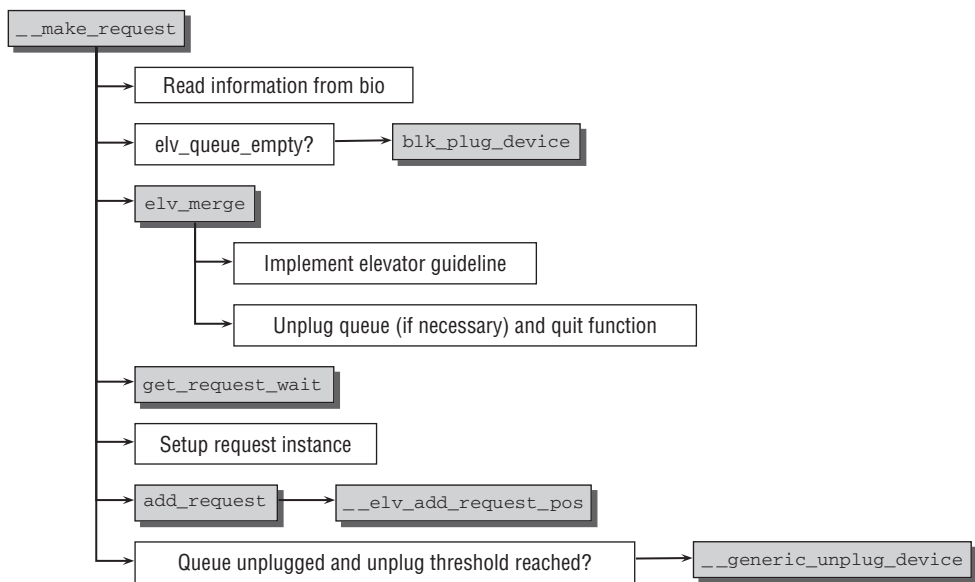 __make_request
Read information from bio
elv_queue_empty?
blk_plug_device
elv_merge
Implement elevator guideline
Unplug queue (if necessary) and quit function
get_request_wait
Setup request instance
add_request
__elv_add_request_pos
Queue unplugged and unplug threshold reached?
__generic_unplug_device